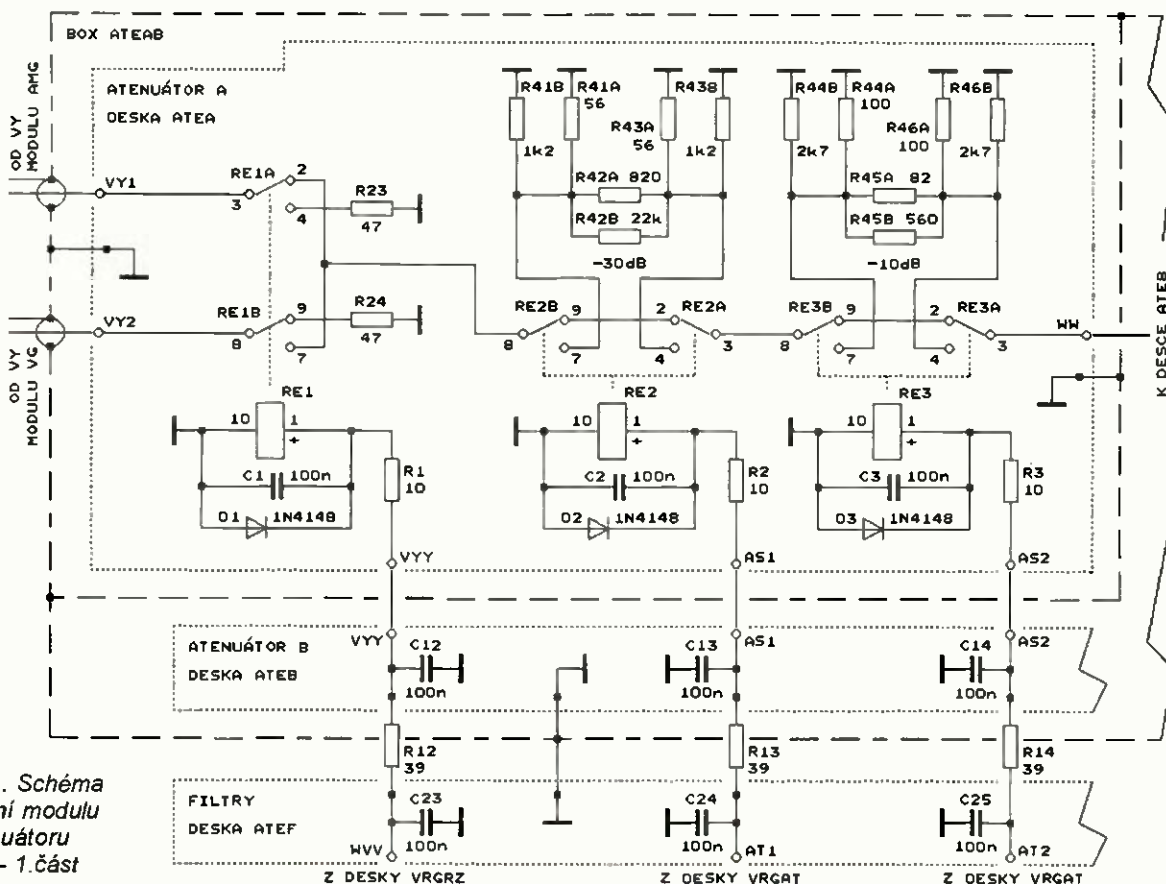 BOX ATEAB
ATENUÁTOR A
DESKA ATEA
OD VY
MODULU AMG
VY1
RE1A
2
3
4
R23
47
OD VY
MODULU VG
VY2
RE1B
9
8
7
R24
47
R41B
1k2
R41A
56
R43A
56
R438
1k2
R42A 820
R42B 22k
-30dB
R44B
2k7
R44A
100
R46A
100
R46B
2k7
R45A 82
R45B 560
-10dB
RE2B
9
8
7
2
RE2A
4
3
RE3B
9
8
7
2
RE3A
4
3
WW
K DESCE ATEB
RE1
10
1
+
C1
100n
D1
1N4148
R1
10
RE2
10
1
+
C2
100n
D2
1N4148
R2
10
RE3
10
1
+
C3
100n
D3
1N4148
R3
10
VYY
AS1
AS2
ATENUÁTOR B
DESKA ATEB
VYY
C12
100n
AS1
C13
100n
AS2
C14
100n
R12
39
R13
39
R14
39
FILTRY
DESKA ATEF
C23
100n
WVV
C24
100n
AT1
C25
100n
AT2
Z DESKY VRGRZ
Z DESKY VRGAT
Z DESKY VRGAT
. Schéma
ní modulu
uátoru
- 1.část